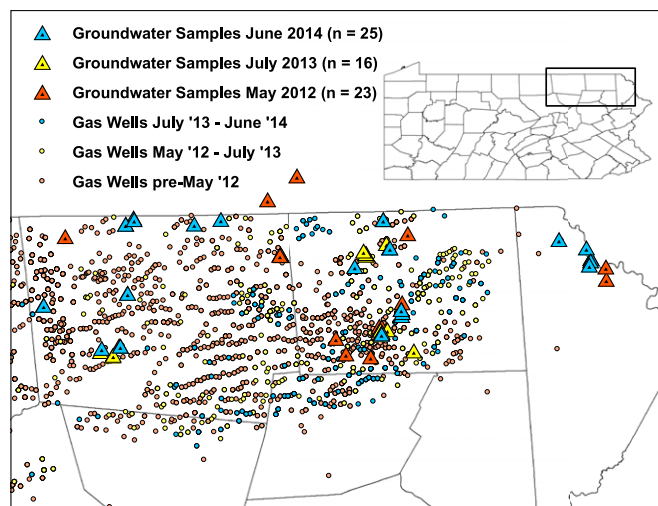 Groundwater Samples June 2014 (n = 25)
Groundwater Samples July 2013 (n = 16)
Groundwater Samples May 2012 (n = 23)
Gas Wells July '13 - June '14
Gas Wells May '12 - July '13
Gas Wells pre-May '12